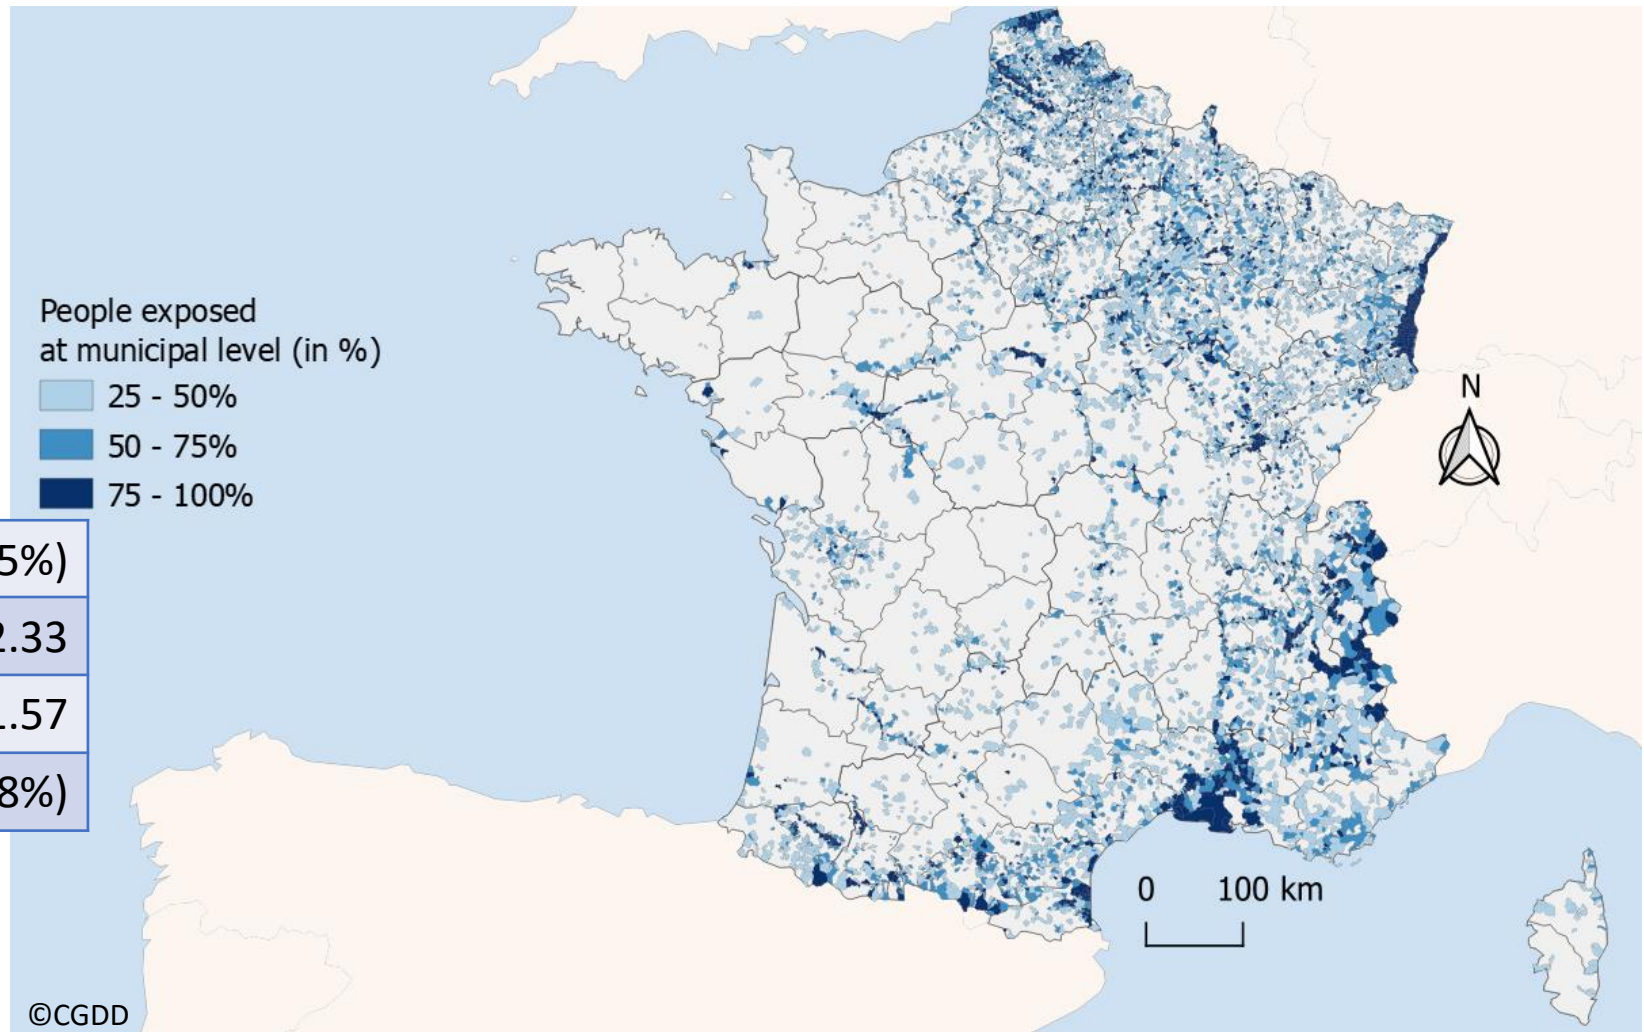 People exposed
at municipal level (in %)
25 - 50%
50 - 75%
75 - 100%
5%)
2.33
1.57
8%)
N
0 100 km
©CGDD